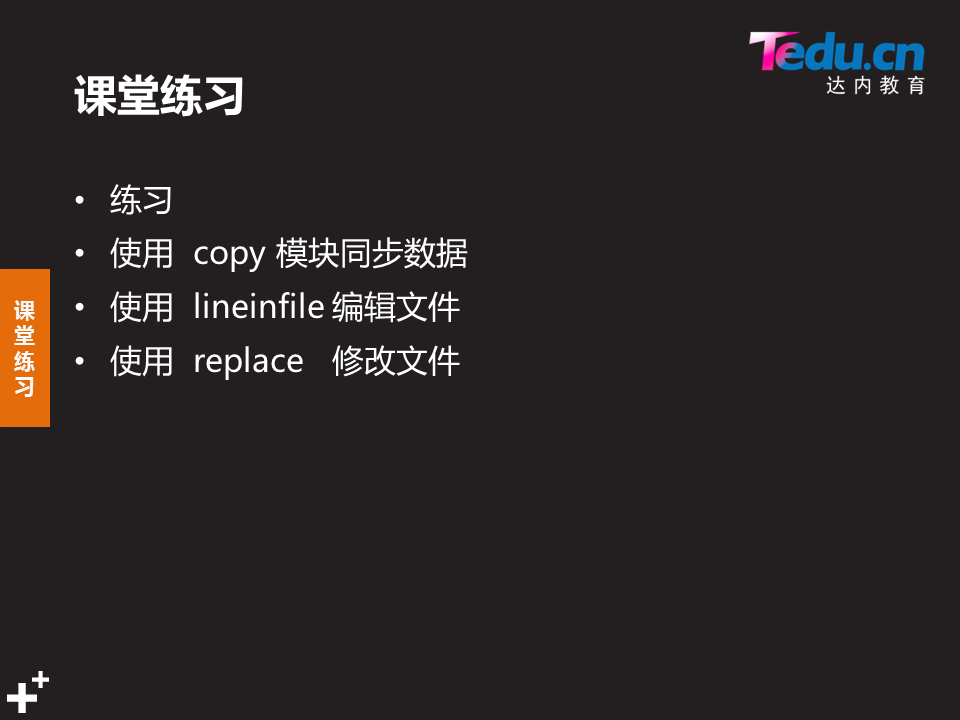 Tedu.cn
达内教育
课堂练习
• 练习
• 使用 copy 模块同步数据
• 使用 lineinfile 编辑文件
• 使用 replace 修改文件
课
堂
练
习